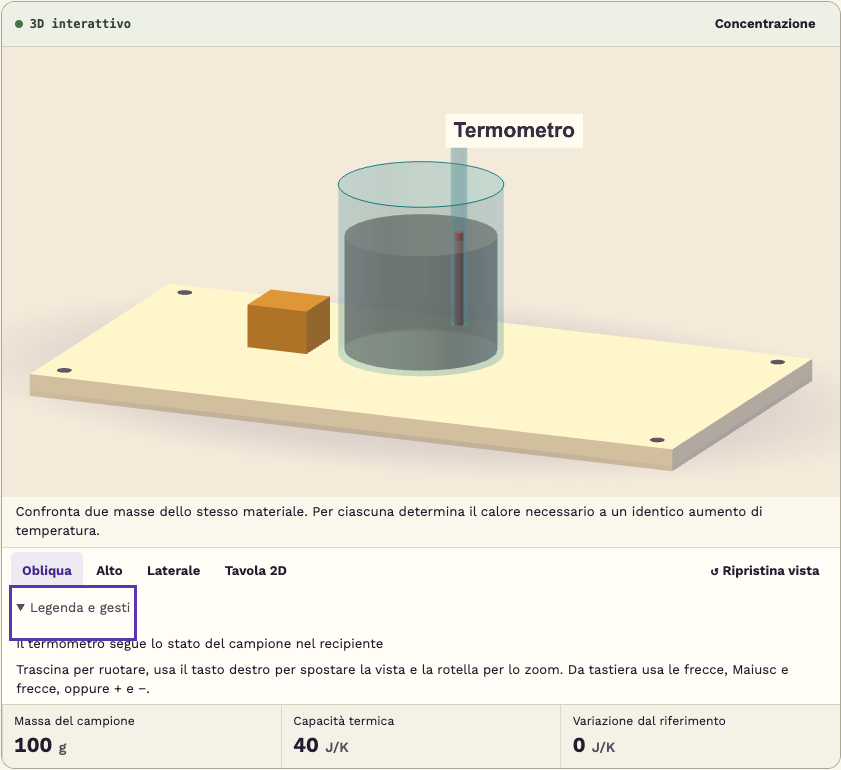 3D interattivo
Concentrazione
Termometro
Confronta due masse dello stesso materiale. Per ciascuna determina il calore necessario a un identico aumento di
temperatura.
Obliqua
Alto
Laterale
Tavola 2D
↺ Ripristina vista
▼ Legenda e gesti
Il termometro segue lo stato del campione nel recipiente
Trascina per ruotare, usa il tasto destro per spostare la vista e la rotella per lo zoom. Da tastiera usa le frecce, Maiusc e
frecce, oppure + e −.
Massa del campione
100 g
Capacità termica
40 J/K
Variazione dal riferimento
0 J/K